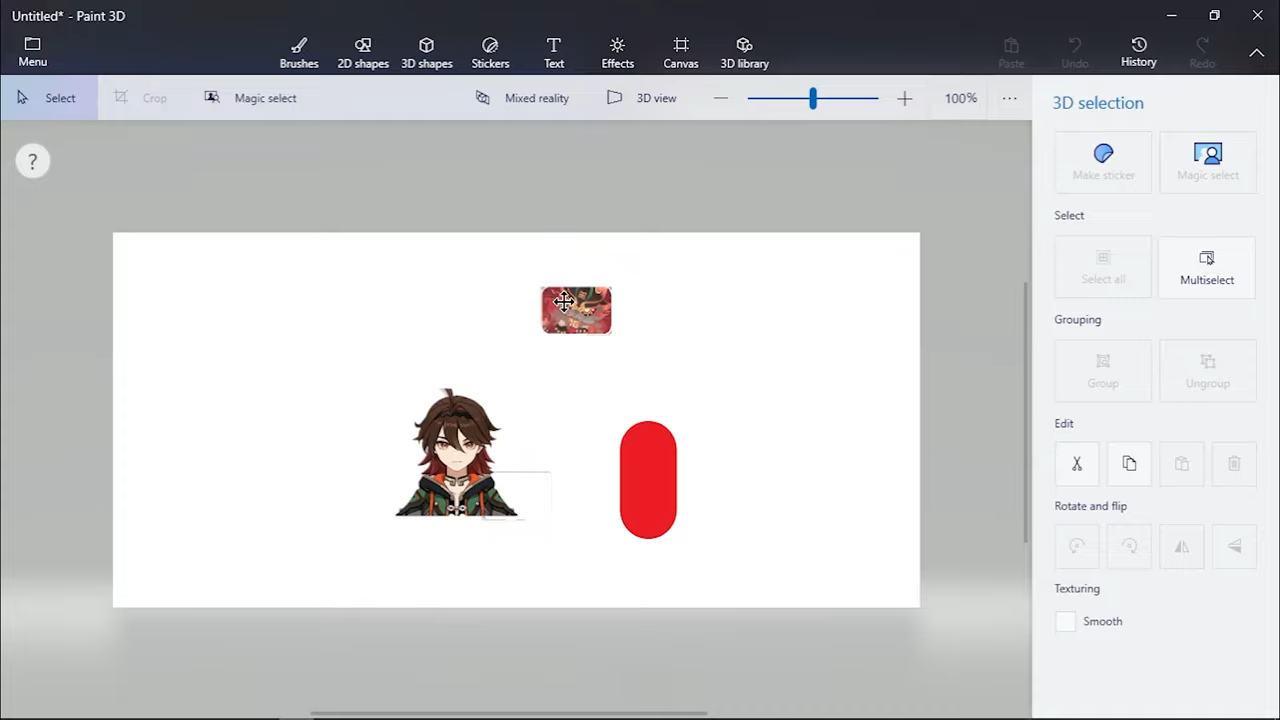 Untitled* - Paint 3D
Menu
Brushes
2D shapes
3D shapes
Stickers
Text
Effects
Canvas
3D library
Paste
Undo
History
Redo
Select
Crop
Magic select
Mixed reality
3D view
100%
?
3D selection
Make sticker
Magic select
Select
Select all
Multiselect
Grouping
Group
Ungroup
Edit
Rotate and flip
Texturing
Smooth